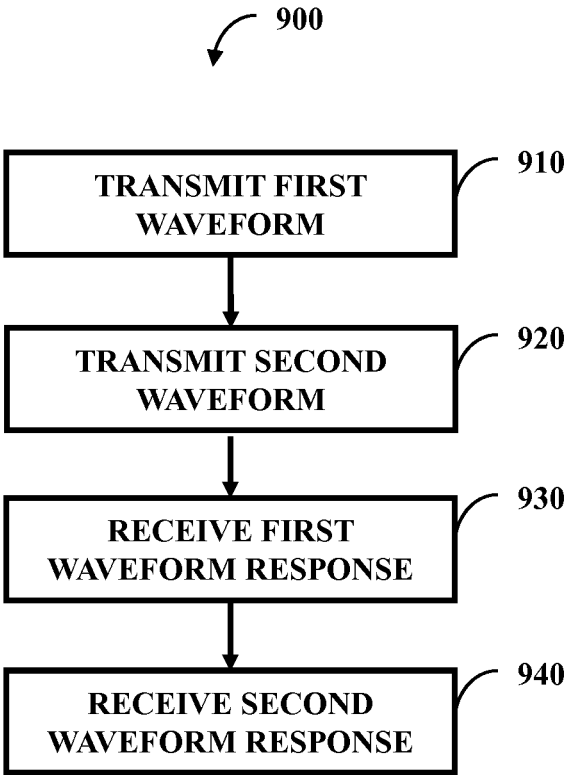 900
910
TRANSMIT FIRST
WAVEFORM
920
TRANSMIT SECOND
WAVEFORM
930
RECEIVE FIRST
WAVEFORM RESPONSE
940
RECEIVE SECOND
WAVEFORM RESPONSE